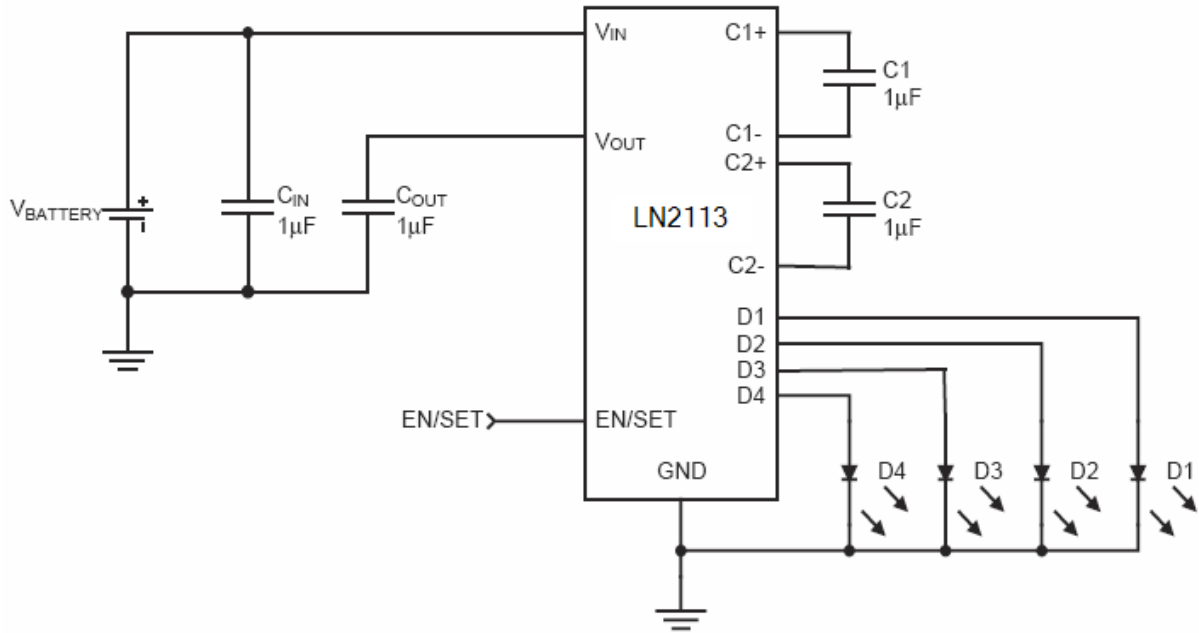 VIN
C1+
C1
1μF
VOUT
C1-
C2+
VBATTERY
+
CIN
1μF
COUT
1μF
LN2113
C2
1μF
C2-
D1
D2
D3
D4
EN/SET
EN/SET
GND
D4
D3
D2
D1